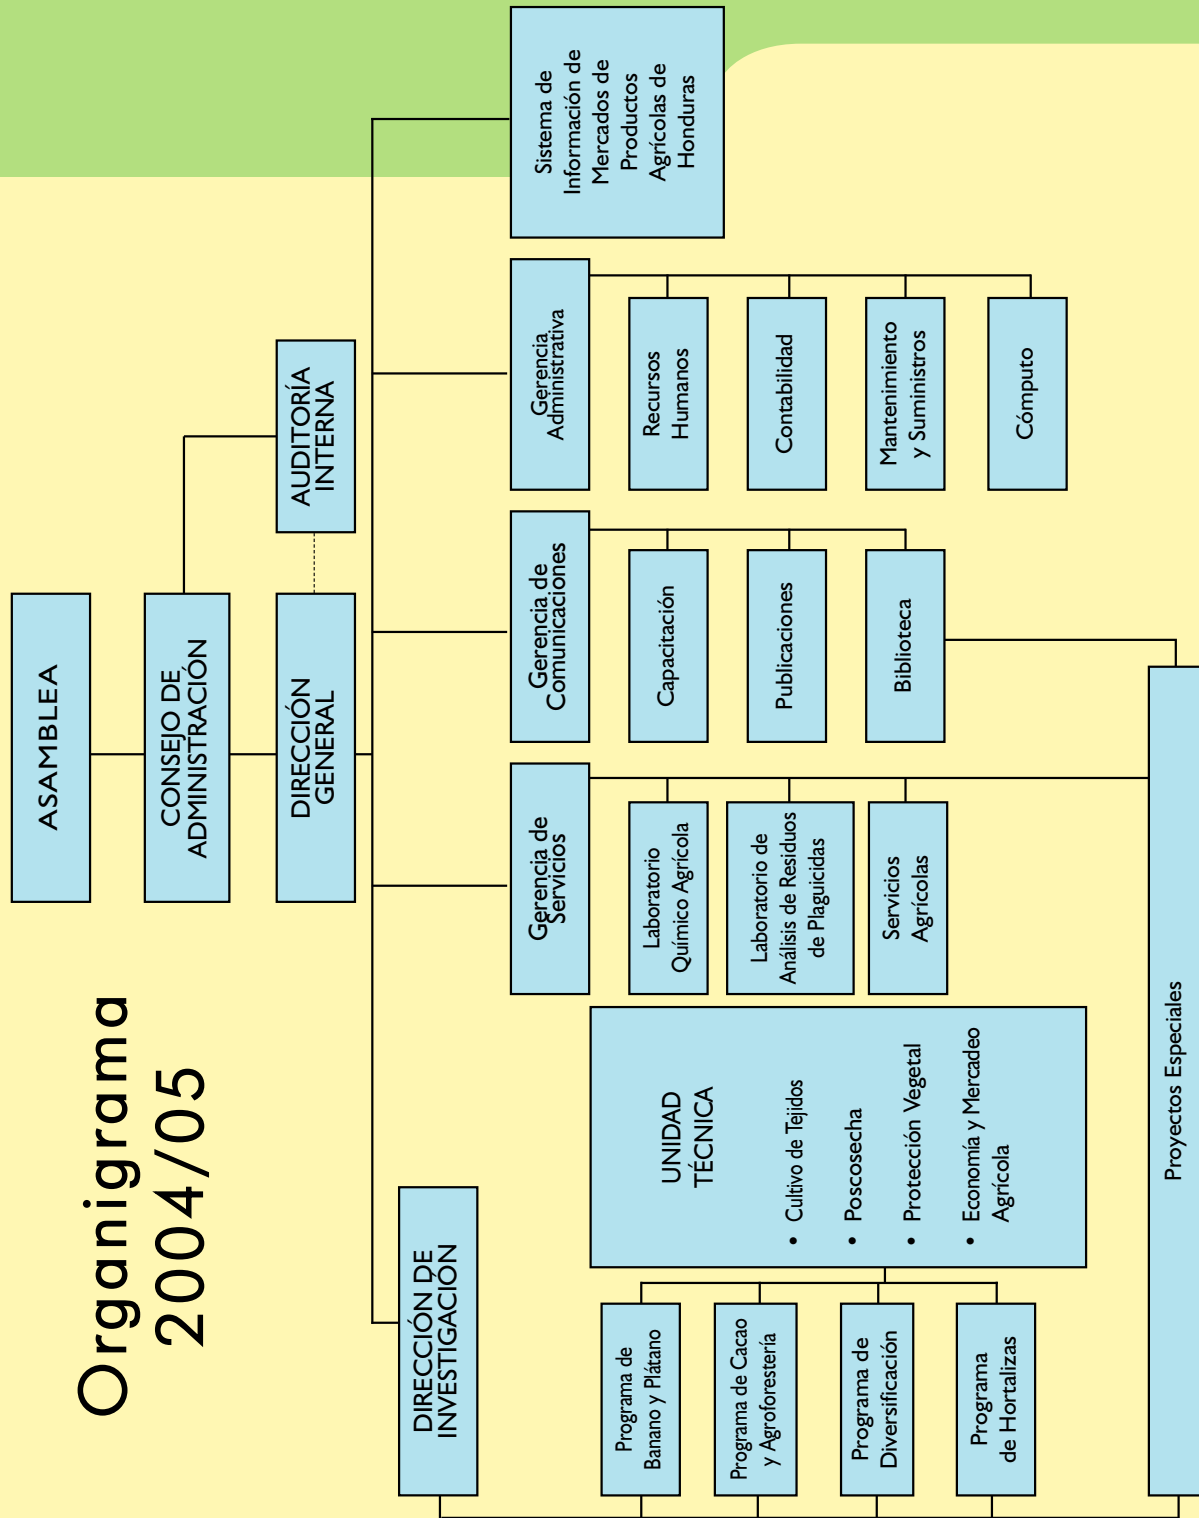 Organigrama
2004/05
ASAMBLEA
CONSEJO DE
ADMINISTRACIÓN
DIRECCIÓN
GENERAL
AUDITORÍA
INTERNA
DIRECCIÓN DE
INVESTIGACIÓN
Programa de
Banano y Plátano
Programa de Cacao
y Agroforestería
Programa de
Diversificación
Programa
de Hortalizas
UNIDAD
TÉCNICA
• Cultivo de Tejidos
• Poscosecha
• Protección Vegetal
• Economía y Mercadeo
Agrícola
Gerencia de
Servicios
Laboratorio
Químico Agrícola
Laboratorio de
Análisis de Residuos
de Plaguicidas
Servicios
Agrícolas
Gerencia de
Comunicaciones
Capacitación
Publicaciones
Biblioteca
Gerencia
Administrativa
Recursos
Humanos
Contabilidad
Mantenimiento
y Suministros
Cómputo
Sistema de
Información de
Mercados de
Productos
Agrícolas de
Honduras
Proyectos Especiales